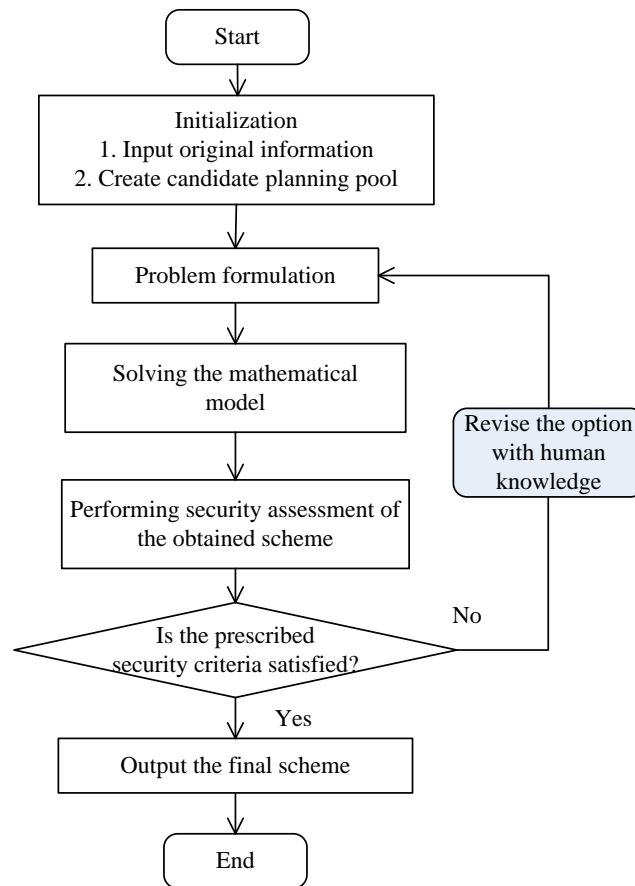 Start
Initialization
1. Input original information
2. Create candidate planning pool
Problem formulation
Solving the mathematical
model
Revise the option
with human
knowledge
Performing security assessment of
the obtained scheme
No
Is the prescribed
security criteria satisfied?
Yes
Output the final scheme
End